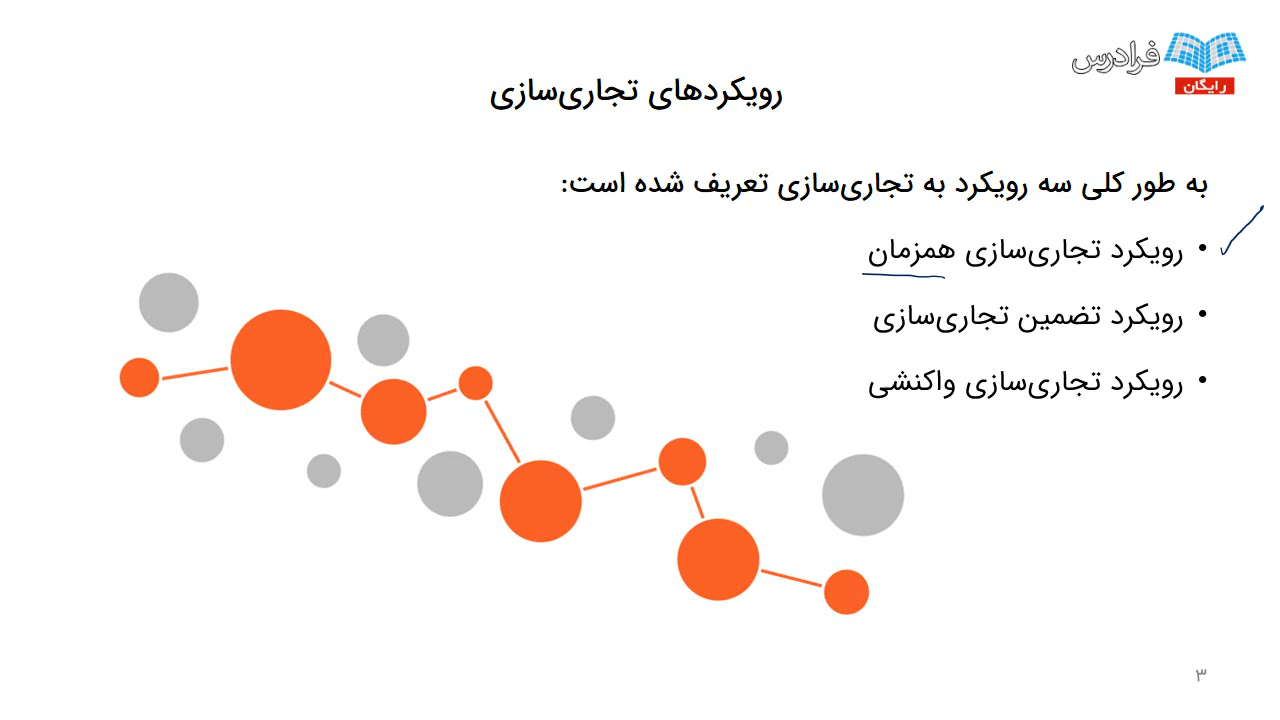 فرادرس
رایگان
رویکردهای تجاری‌سازی
به طور کلی سه رویکرد به تجاری‌سازی تعریف شده است:
• رویکرد تجاری‌سازی همزمان
• رویکرد تضمین تجاری‌سازی
• رویکرد تجاری‌سازی واکنشی
۳